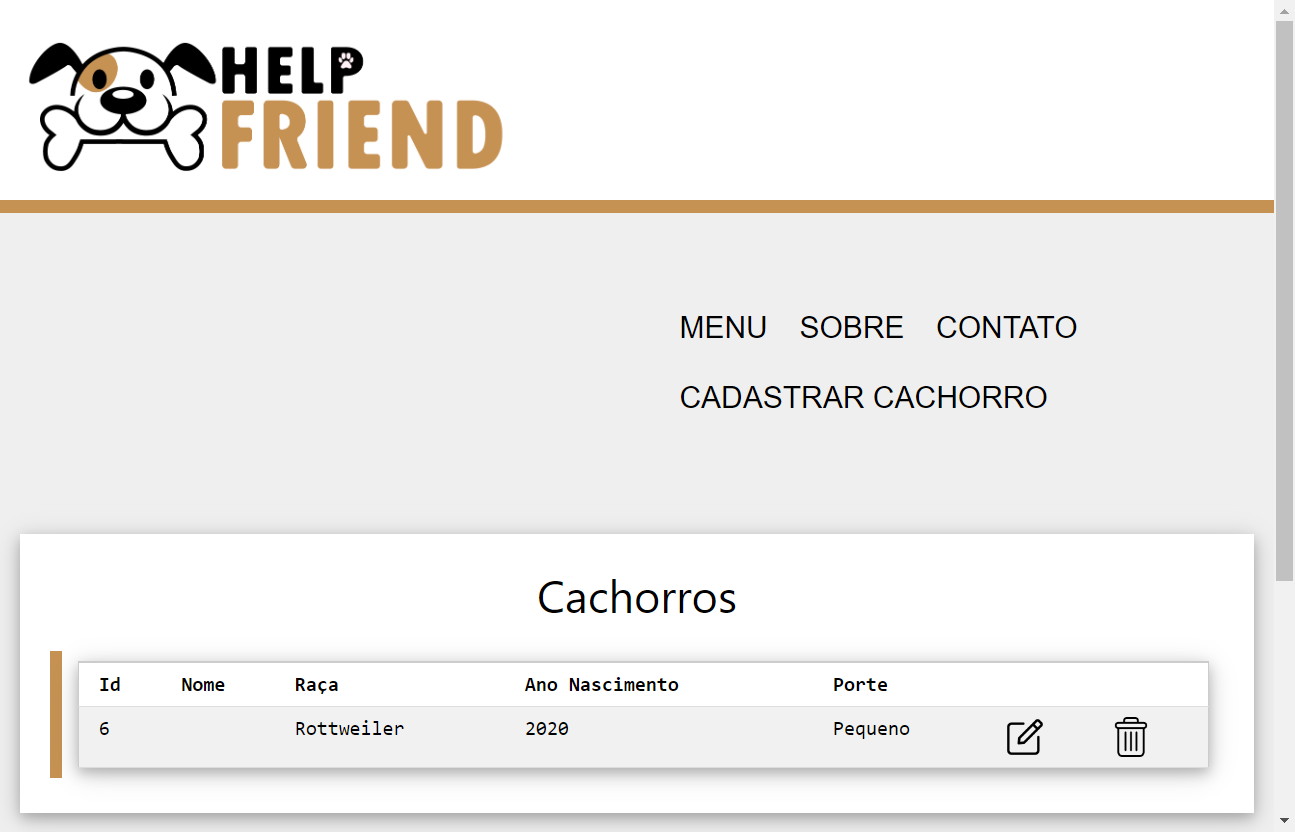 HELP
FRIEND
MENU SOBRE CONTATO
CADASTRAR CACHORRO
Cachorros
Id Nome Raça Ano Nascimento Porte
6 Rottweiler 2020 Pequeno